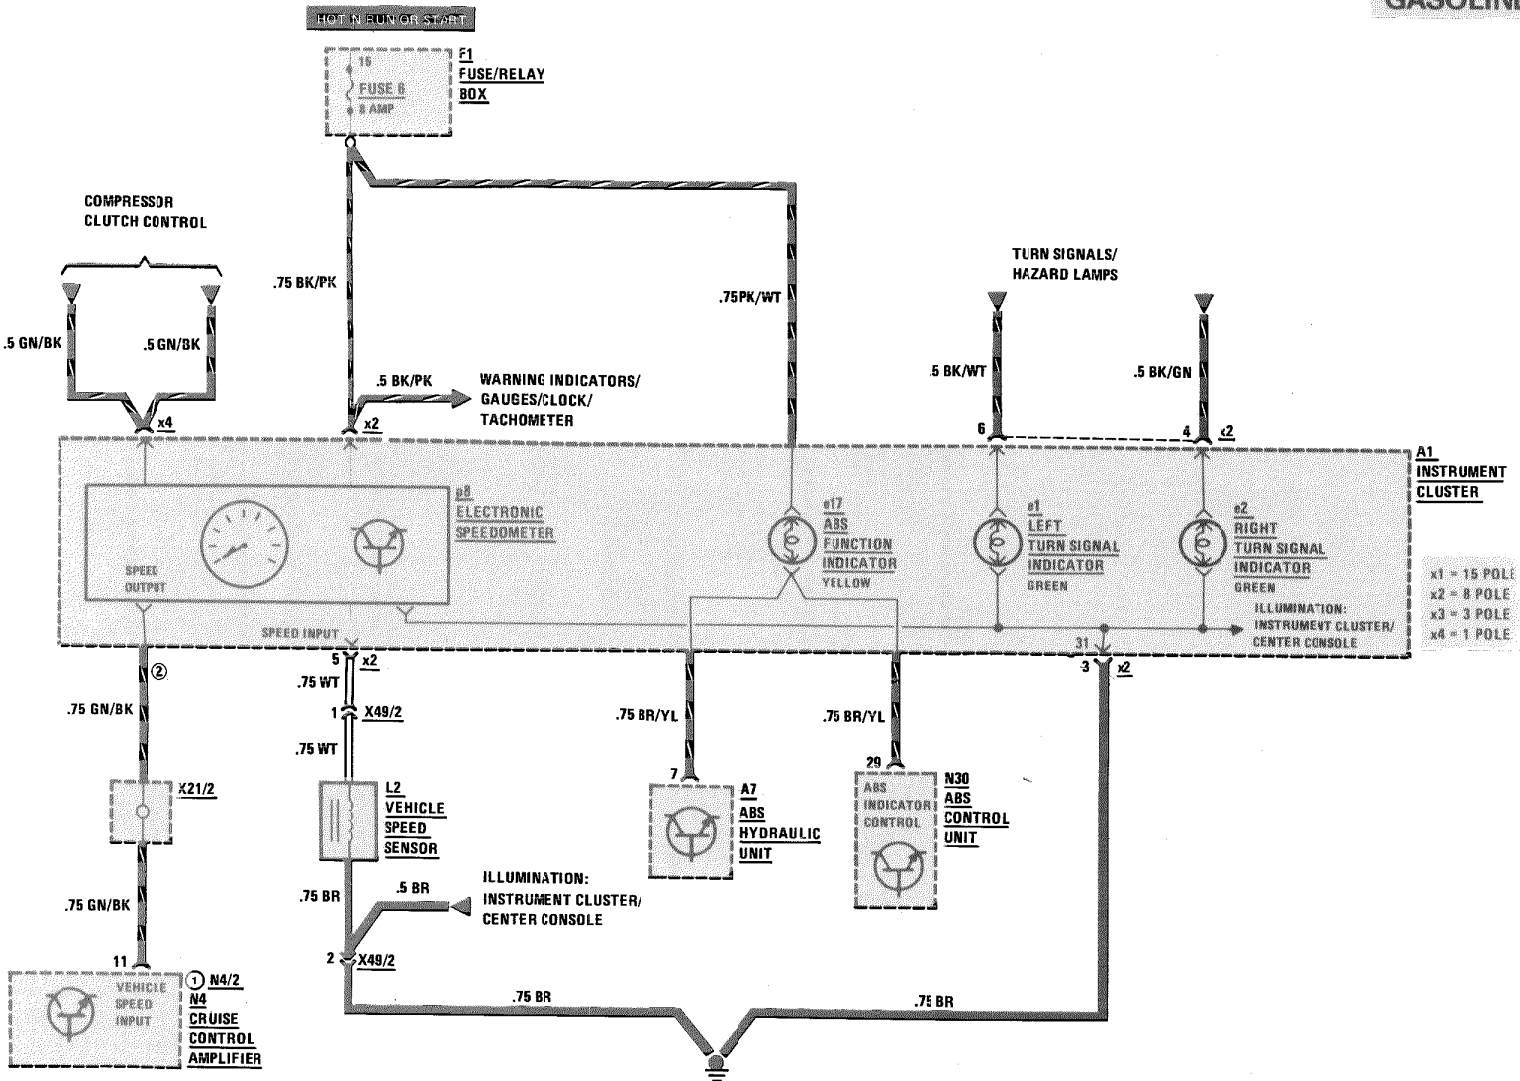 GASOLINE
HOT IN RUN OR START
15
FUSE 6
8 AMP
F1
FUSE/RELAY
BOX
COMPRESSOR
CLUTCH CONTROL
.5 GN/BK
.5GN/BK
x4
.75 BK/PK
.5 BK/PK
x2
WARNING INDICATORS/
GAUGES/CLOCK/
TACHOMETER
.75PK/WT
TURN SIGNALS/
HAZARD LAMPS
.5 BK/WT
.5 BK/GN
6
4
x2
A1
INSTRUMENT
CLUSTER
p8
ELECTRONIC
SPEEDOMETER
SPEED
OUTPUT
SPEED INPUT
e17
ABS
FUNCTION
INDICATOR
YELLOW
e1
LEFT
TURN SIGNAL
INDICATOR
GREEN
e2
RIGHT
TURN SIGNAL
INDICATOR
GREEN
ILLUMINATION:
INSTRUMENT CLUSTER/
CENTER CONSOLE
x1 = 15 POLE
x2 = 8 POLE
x3 = 3 POLE
x4 = 1 POLE
31
3
x2
2
.75 GN/BK
X21/2
.75 GN/BK
11
VEHICLE
SPEED
INPUT
1 N4/2
N4
CRUISE
CONTROL
AMPLIFIER
5 x2
.75 WT
1 X49/2
.75 WT
L2
VEHICLE
SPEED
SENSOR
.75 BR
.5 BR
ILLUMINATION:
INSTRUMENT CLUSTER/
CENTER CONSOLE
2 X49/2
.75 BR
.75 BR/YL
7
A7
ABS
HYDRAULIC
UNIT
.75 BR/YL
29
ABS
INDICATOR
CONTROL
N30
ABS
CONTROL
UNIT
.75 BR